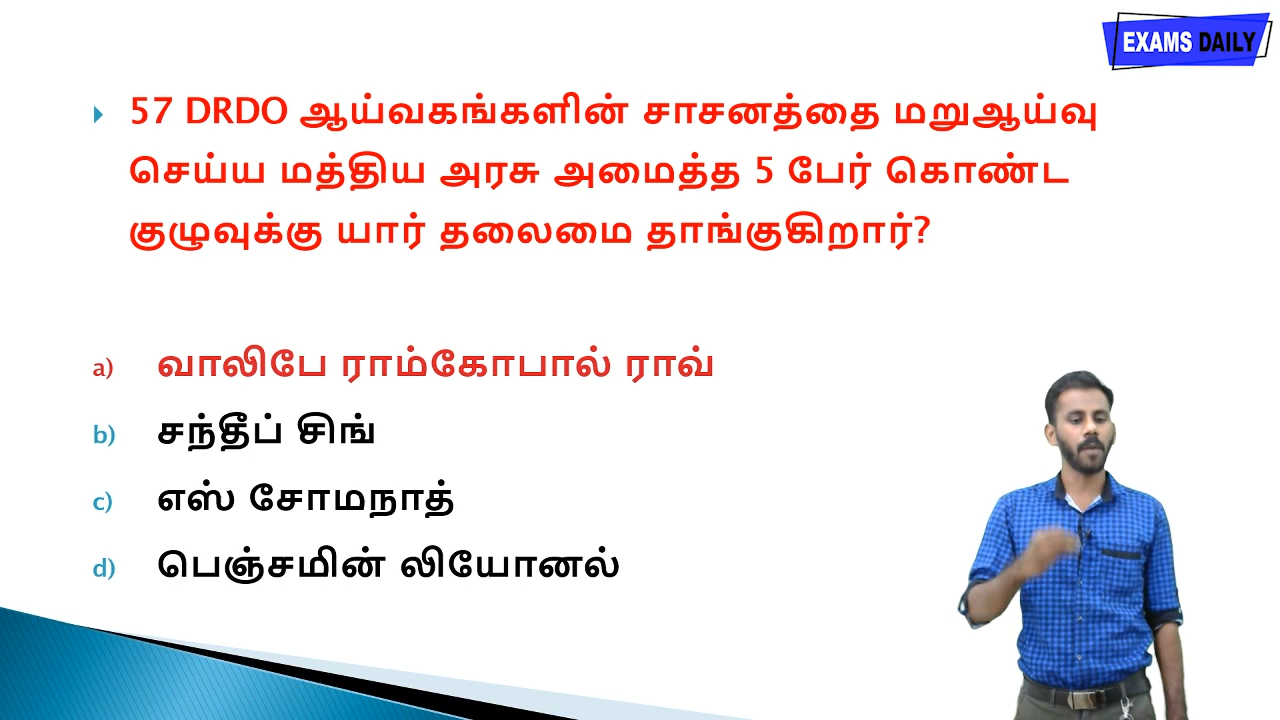 EXAMS DAILY
57 DRDO ஆய்வகங்களின் சாசனத்தை மறுஆய்வு
செய்ய மத்திய அரசு அமைத்த 5 பேர் கொண்ட
குழுவுக்கு யார் தலைமை தாங்குகிறார்?
a) வாலிபே ராம்கோபால் ராவ்
b) சந்தீப் சிங்
c) எஸ் சோமநாத்
d) பெஞ்சமின் லியோனல்